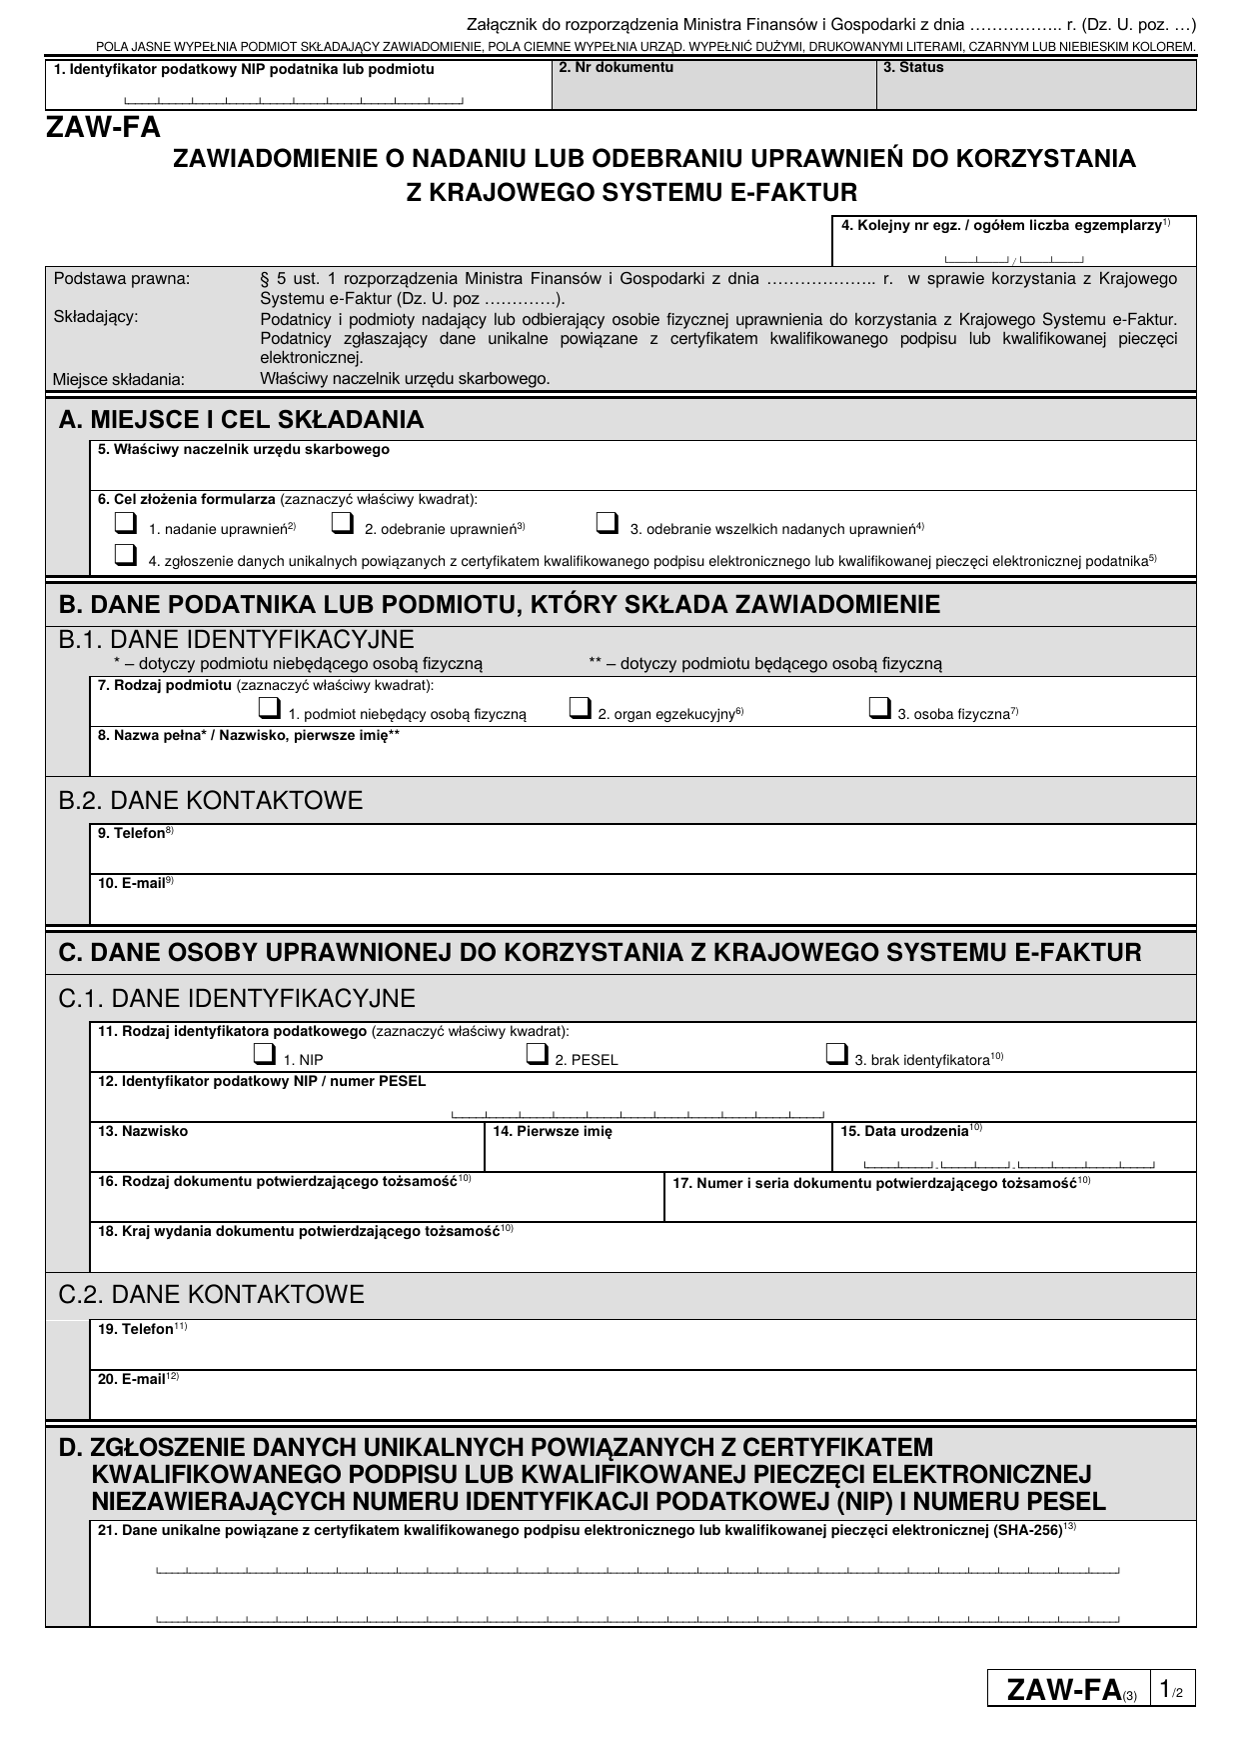 Załącznik do rozporządzenia Ministra Finansów i Gospodarki z dnia …………….. r. (Dz. U. poz. …)
POLA JASNE WYPEŁNIA PODMIOT SKŁADAJĄCY ZAWIADOMIENIE, POLA CIEMNE WYPEŁNIA URZĄD. WYPEŁNIĆ DUŻYMI, DRUKOWANYMI LITERAMI, CZARNYM LUB NIEBIESKIM KOLOREM.
1. Identyfikator podatkowy NIP podatnika lub podmiotu
2. Nr dokumentu
3. Status
ZAW-FA
ZAWIADOMIENIE O NADANIU LUB ODEBRANIU UPRAWNIEŃ DO KORZYSTANIA
Z KRAJOWEGO SYSTEMU E-FAKTUR
4. Kolejny nr egz. / ogółem liczba egzemplarzy1)
/
Podstawa prawna: § 5 ust. 1 rozporządzenia Ministra Finansów i Gospodarki z dnia ……………….. r. w sprawie korzystania z Krajowego
Systemu e-Faktur (Dz. U. poz ………….).
Składający: Podatnicy i podmioty nadający lub odbierający osobie fizycznej uprawnienia do korzystania z Krajowego Systemu e-Faktur.
Podatnicy zgłaszający dane unikalne powiązane z certyfikatem kwalifikowanego podpisu lub kwalifikowanej pieczęci
elektronicznej.
Miejsce składania: Właściwy naczelnik urzędu skarbowego.
A. MIEJSCE I CEL SKŁADANIA
5. Właściwy naczelnik urzędu skarbowego
6. Cel złożenia formularza (zaznaczyć właściwy kwadrat):
❏ 1. nadanie uprawnień2) ❏ 2. odebranie uprawnień3) ❏ 3. odebranie wszelkich nadanych uprawnień4)
❏ 4. zgłoszenie danych unikalnych powiązanych z certyfikatem kwalifikowanego podpisu elektronicznego lub kwalifikowanej pieczęci elektronicznej podatnika5)
B. DANE PODATNIKA LUB PODMIOTU, KTÓRY SKŁADA ZAWIADOMIENIE
B.1. DANE IDENTYFIKACYJNE
* – dotyczy podmiotu niebędącego osobą fizyczną ** – dotyczy podmiotu będącego osobą fizyczną
7. Rodzaj podmiotu (zaznaczyć właściwy kwadrat):
❏ 1. podmiot niebędący osobą fizyczną ❏ 2. organ egzekucyjny6) ❏ 3. osoba fizyczna7)
8. Nazwa pełna* / Nazwisko, pierwsze imię**
B.2. DANE KONTAKTOWE
9. Telefon8)
10. E-mail9)
C. DANE OSOBY UPRAWNIONEJ DO KORZYSTANIA Z KRAJOWEGO SYSTEMU E-FAKTUR
C.1. DANE IDENTYFIKACYJNE
11. Rodzaj identyfikatora podatkowego (zaznaczyć właściwy kwadrat):
❏ 1. NIP ❏ 2. PESEL ❏ 3. brak identyfikatora10)
12. Identyfikator podatkowy NIP / numer PESEL
13. Nazwisko
14. Pierwsze imię
15. Data urodzenia10)
16. Rodzaj dokumentu potwierdzającego tożsamość10)
17. Numer i seria dokumentu potwierdzającego tożsamość10)
18. Kraj wydania dokumentu potwierdzającego tożsamość10)
C.2. DANE KONTAKTOWE
19. Telefon11)
20. E-mail12)
D. ZGŁOSZENIE DANYCH UNIKALNYCH POWIĄZANYCH Z CERTYFIKATEM
KWALIFIKOWANEGO PODPISU LUB KWALIFIKOWANEJ PIECZĘCI ELEKTRONICZNEJ
NIEZAWIERAJĄCYCH NUMERU IDENTYFIKACJI PODATKOWEJ (NIP) I NUMERU PESEL
21. Dane unikalne powiązane z certyfikatem kwalifikowanego podpisu elektronicznego lub kwalifikowanej pieczęci elektronicznej (SHA-256)13)
ZAW-FA(3) 1/2